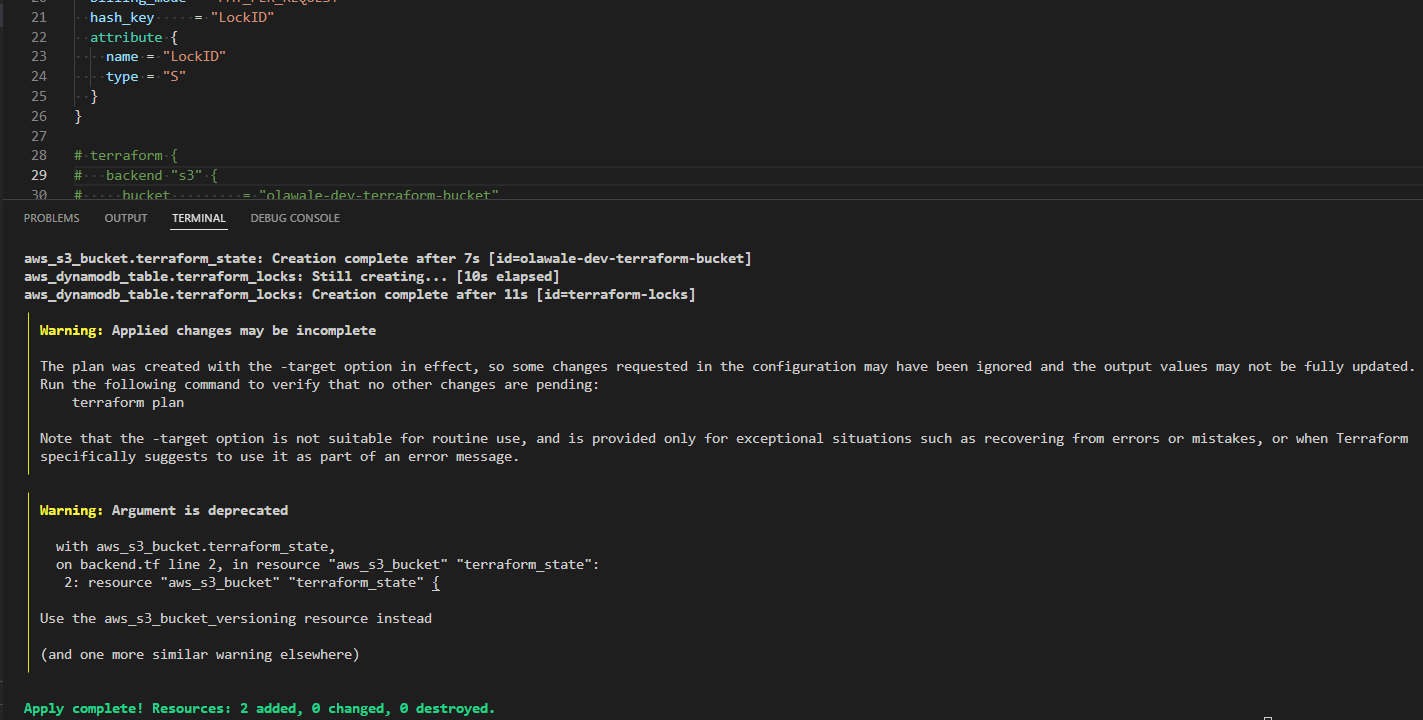 20 billing_mode = "PAY_PER_REQUEST"
21 hash_key     = "LockID"
22 attribute {
23 name = "LockID"
24 type = "S"
25 }
26 }
27
28 # terraform {
29 #   backend "s3" {
30 #     bucket         = "olawale-dev-terraform-bucket"
PROBLEMS OUTPUT TERMINAL DEBUG CONSOLE
aws_s3_bucket.terraform_state: Creation complete after 7s [id=olawale-dev-terraform-bucket]
aws_dynamodb_table.terraform_locks: Still creating... [10s elapsed]
aws_dynamodb_table.terraform_locks: Creation complete after 11s [id=terraform-locks]
Warning: Applied changes may be incomplete
The plan was created with the -target option in effect, so some changes requested in the configuration may have been ignored and the output values may not be fully updated.
Run the following command to verify that no other changes are pending:
terraform plan
Note that the -target option is not suitable for routine use, and is provided only for exceptional situations such as recovering from errors or mistakes, or when Terraform
specifically suggests to use it as part of an error message.
Warning: Argument is deprecated
with aws_s3_bucket.terraform_state,
on backend.tf line 2, in resource "aws_s3_bucket" "terraform_state":
2: resource "aws_s3_bucket" "terraform_state" {
Use the aws_s3_bucket_versioning resource instead
(and one more similar warning elsewhere)
Apply complete! Resources: 2 added, 0 changed, 0 destroyed.